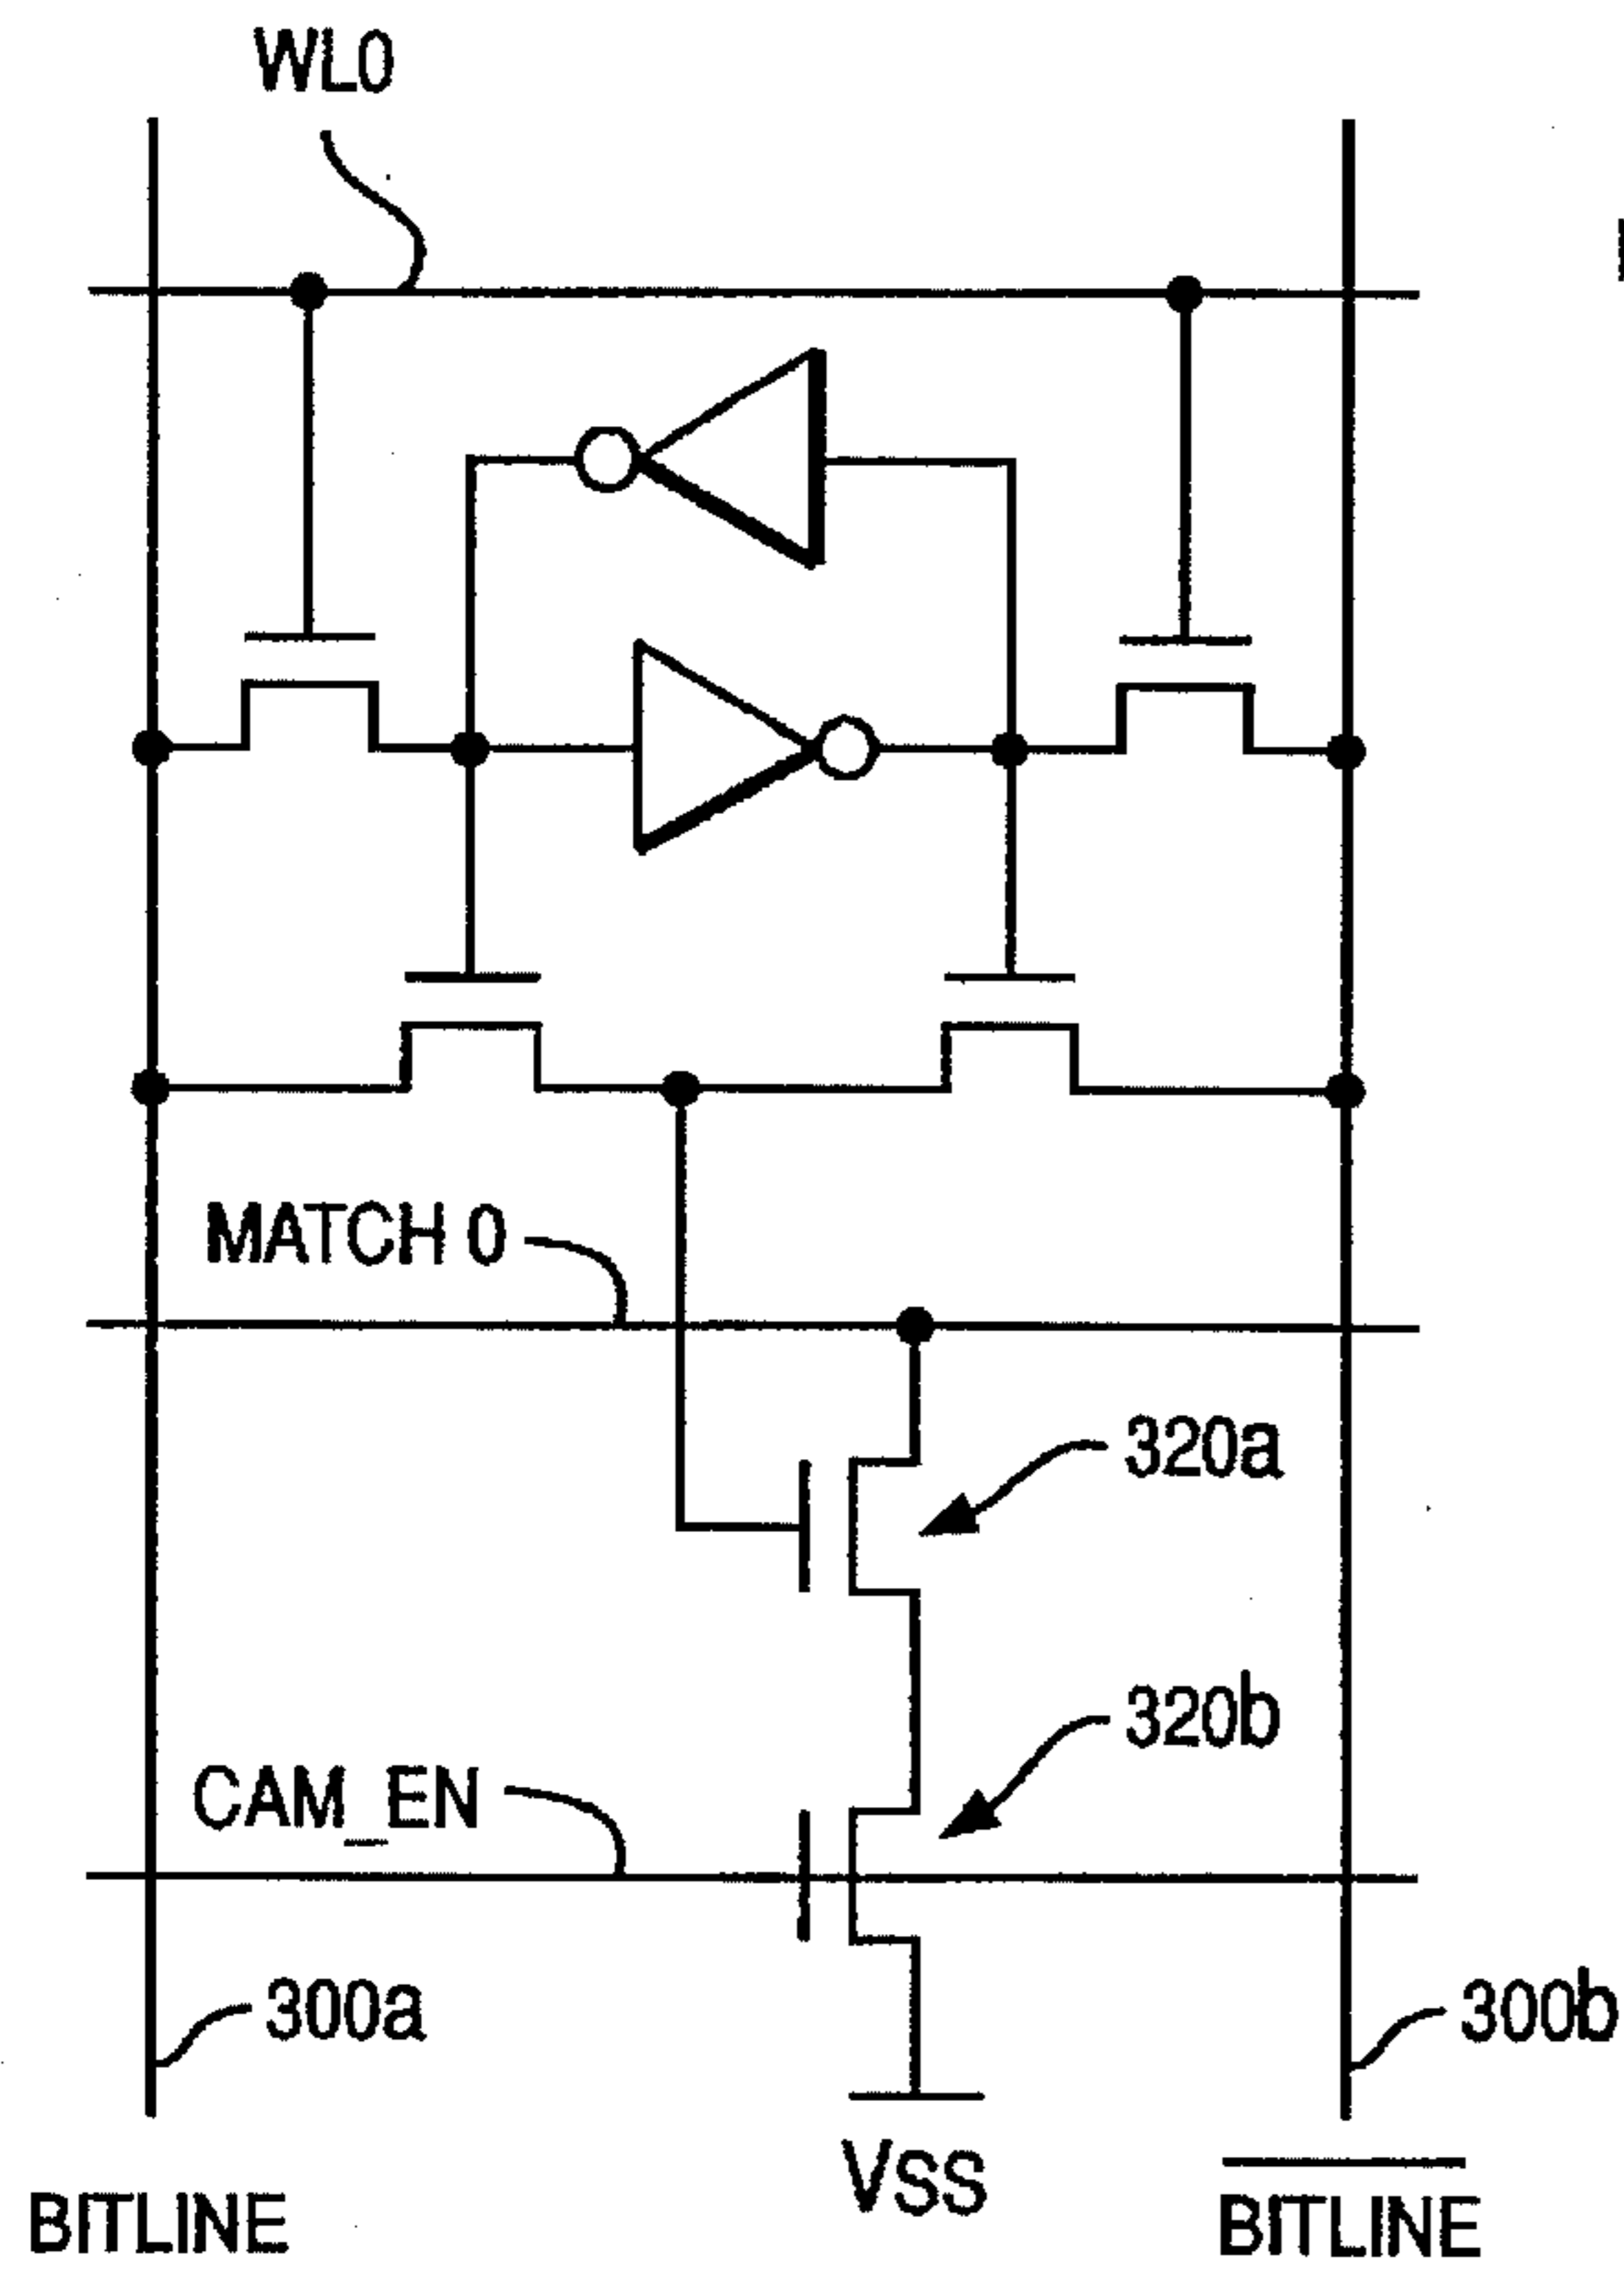 WL0
MATCH 0
320a
320b
CAM_EN
300a
300b
VSS
BITLINE
BITLINE